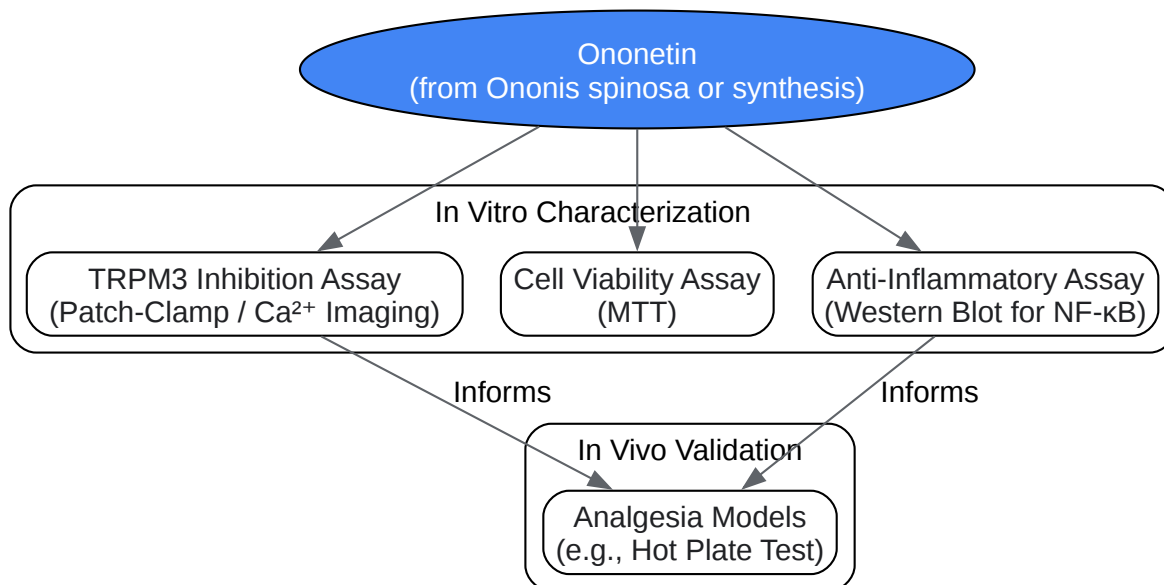 Ononetin
(from Ononis spinosa or synthesis)
In Vitro Characterization
TRPM3 Inhibition Assay
(Patch-Clamp / Ca²⁺ Imaging)
Cell Viability Assay
(MTT)
Anti-Inflammatory Assay
(Western Blot for NF-κB)
Informs
Informs
In Vivo Validation
Analgesia Models
(e.g., Hot Plate Test)